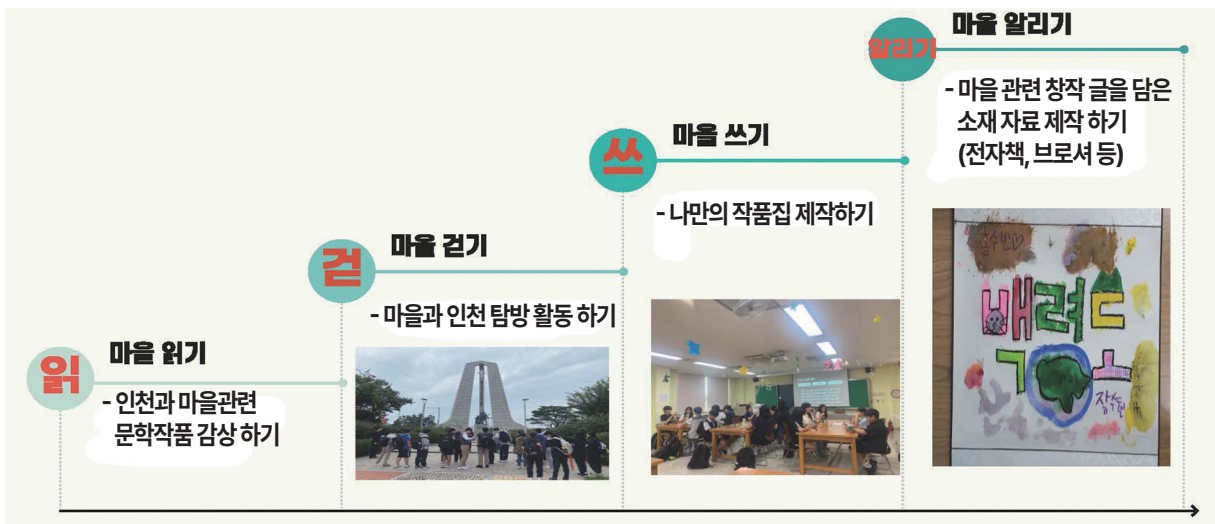 읽
마을 읽기
- 인천과 마을관련
문학작품 감상 하기
걷
마을 걷기
- 마을과 인천 탐방 활동 하기
쓰
마을 쓰기
- 나만의 작품집 제작하기
알리기
마을 알리기
- 마을 관련 창작 글을 담은
소재 자료 제작 하기
(전자책, 브로셔 등)
배려는